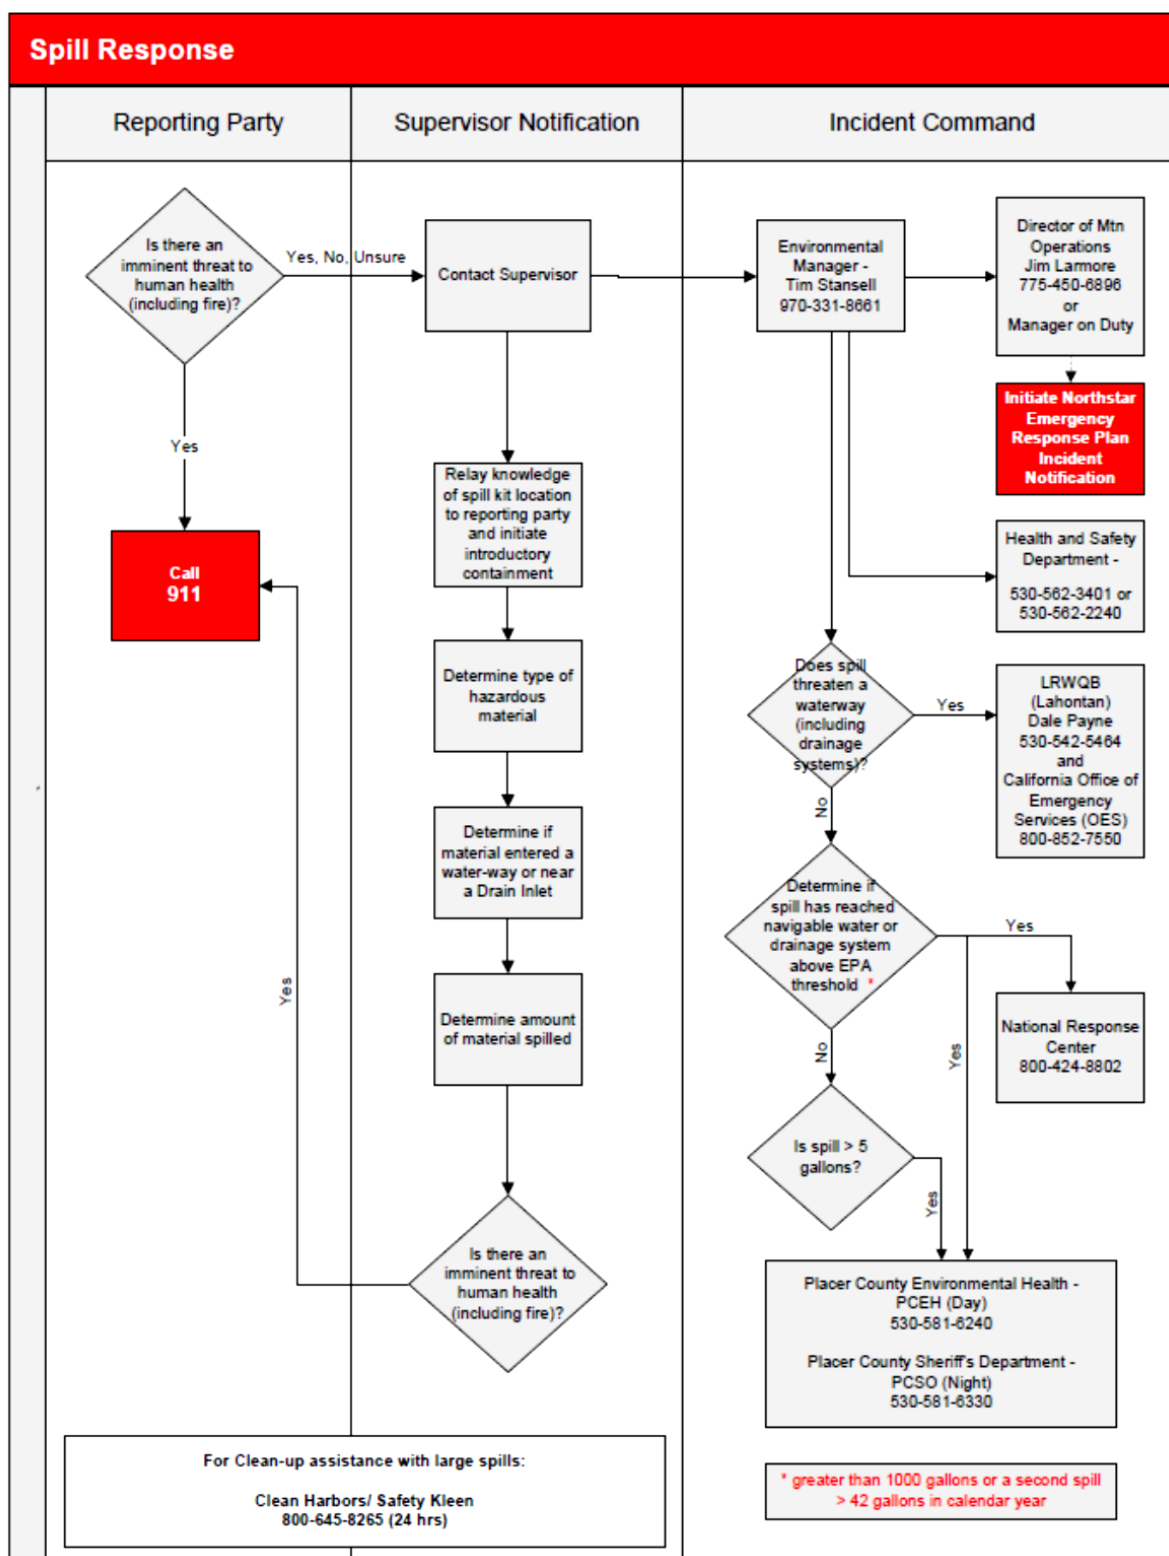 Spill Response
Reporting Party
Supervisor Notification
Incident Command
Is there an
imminent threat to
human health
(including fire)?
Yes, No, Unsure
Yes
Call
911
Contact Supervisor
Relay knowledge
of spill kit location
to reporting party
and initiate
introductory
containment
Determine type of
hazardous
material
Determine if
material entered a
water-way or near
a Drain Inlet
Determine amount
of material spilled
Is there an
imminent threat to
human health
(including fire)?
Yes
Environmental
Manager -
Tim Stansell
970-331-8661
Director of Mtn
Operations
Jim Larmore
775-450-6896
or
Manager on Duty
Initiate Northstar
Emergency
Response Plan
Incident
Notification
Health and Safety
Department -
530-562-3401 or
530-562-2240
Does spill
threaten a
waterway
(including
drainage
systems)?
Yes
LRWQB
(Lahontan)
Dale Payne
530-542-5464
and
California Office of
Emergency
Services (OES)
800-852-7550
No
Determine if
spill has reached
navigable water or
drainage system
above EPA
threshold *
Yes
National Response
Center
800-424-8802
Yes
No
Is spill > 5
gallons?
Yes
Placer County Environmental Health -
PCEH (Day)
530-581-6240
Placer County Sheriff's Department -
PCSO (Night)
530-581-6330
For Clean-up assistance with large spills:
Clean Harbors/ Safety Kleen
800-645-8265 (24 hrs)
* greater than 1000 gallons or a second spill
> 42 gallons in calendar year